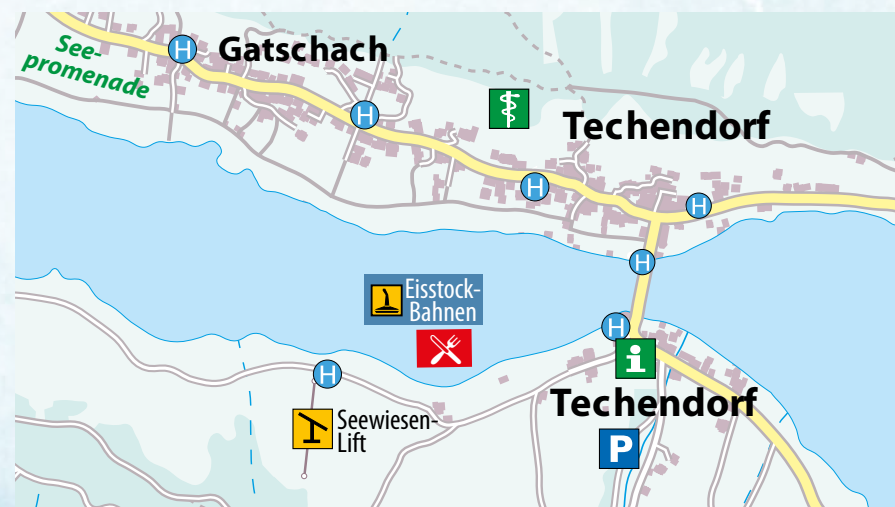 Gatschach
See-
promenade
H
H
Techendorf
H
H
H
Eisstock-
Bahnen
H
i
H
Techendorf
Seewiesen-
Lift
P